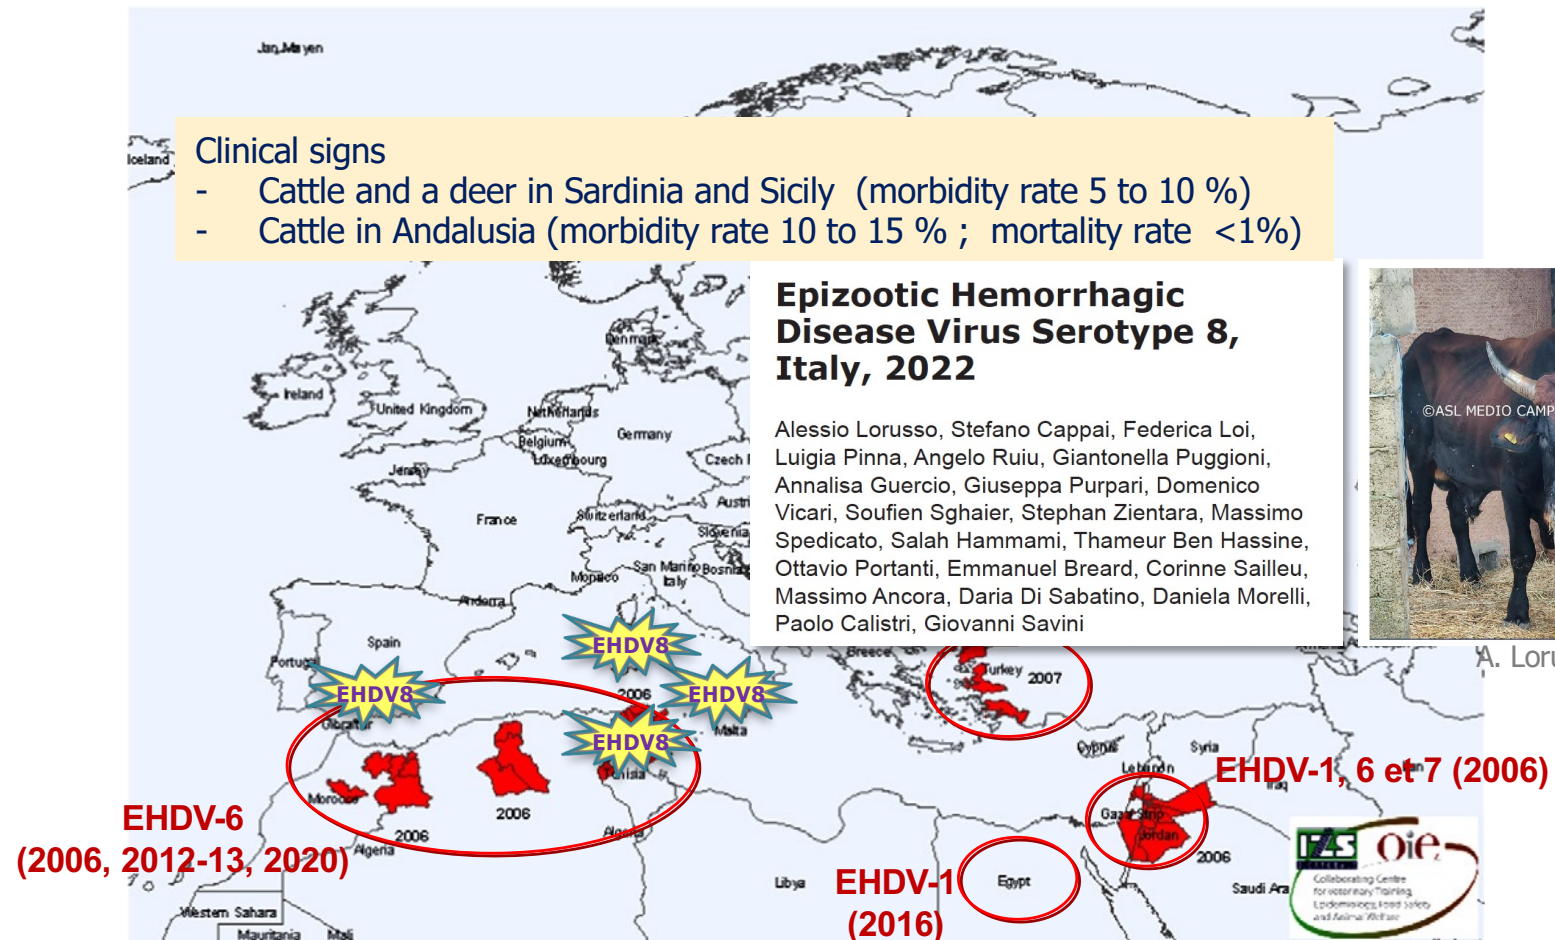 Jan Mayen
Iceland
Clinical signs
- Cattle and a deer in Sardinia and Sicily (morbidity rate 5 to 10 %)
- Cattle in Andalusia (morbidity rate 10 to 15 % ; mortality rate <1%)
Epizootic Hemorrhagic
Disease Virus Serotype 8,
Italy, 2022
Alessio Lorusso, Stefano Cappai, Federica Loi,
Luigia Pinna, Angelo Ruiu, Giantonella Puggioni,
Annalisa Guercio, Giuseppa Purpari, Domenico
Vicari, Soufien Sghaier, Stephan Zientara, Massimo
Spedicato, Salah Hammami, Thameur Ben Hassine,
Ottavio Portanti, Emmanuel Breard, Corinne Sailleu,
Massimo Ancora, Daria Di Sabatino, Daniela Morelli,
Paolo Calistri, Giovanni Savini
©ASL MEDIO CAMP
A. Loru
Denmark
Ireland
United Kingdom
Netherlands
Belgium
Germany
Luxembourg
Czech
Jersey
Austri
France
Switzerland
Slovenia
Monaco
San Marino
Italy
Bosnia
Andorra
Spain
Portug
EHDV8
EHDV8
EHDV8
EHDV8
2006
Gibraltar
Malta
Tunisia
Greece
Turkey
2007
Cyprus
Syria
Lebanon
EHDV-1, 6 et 7 (2006)
Iran
Iraq
Gaza Strip
Jordan
2006
Morocco
2006
2006
Algeria
Algeria
EHDV-6
(2006, 2012-13, 2020)
Libya
EHDV-1
(2016)
Egypt
Saudi Ara
Western Sahara
Mauritania
Mali
IZS
oie
Collaborating Centre
for veterinary Training,
Epidemiology, Food Safety
and Animal Welfare